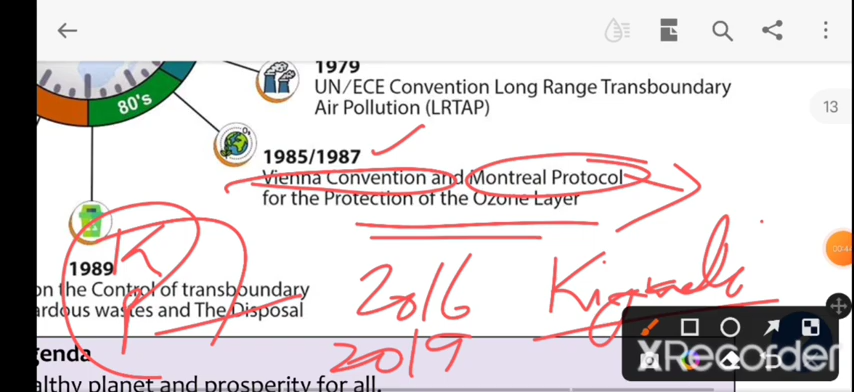 1979
UN/ECE Convention Long Range Transboundary
Air Pollution (LRTAP)
13
80's
1985/1987
Vienna Convention and Montreal Protocol
for the Protection of the Ozone Layer
K
P
1989
on the Control of transboundary
ardous wastes and The Disposal
2016
Kigali
2019
00:4
genda
XRecorder
althy planet and prosperity for all.